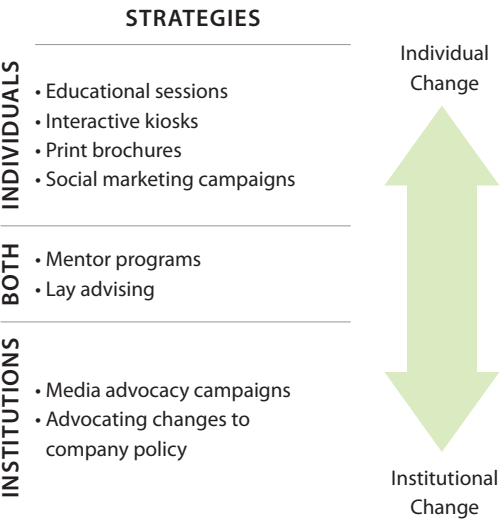 STRATEGIES
INDIVIDUALS
• Educational sessions
• Interactive kiosks
• Print brochures
• Social marketing campaigns
BOTH
• Mentor programs
• Lay advising
INSTITUTIONS
• Media advocacy campaigns
• Advocating changes to
company policy
Individual
Change
Institutional
Change